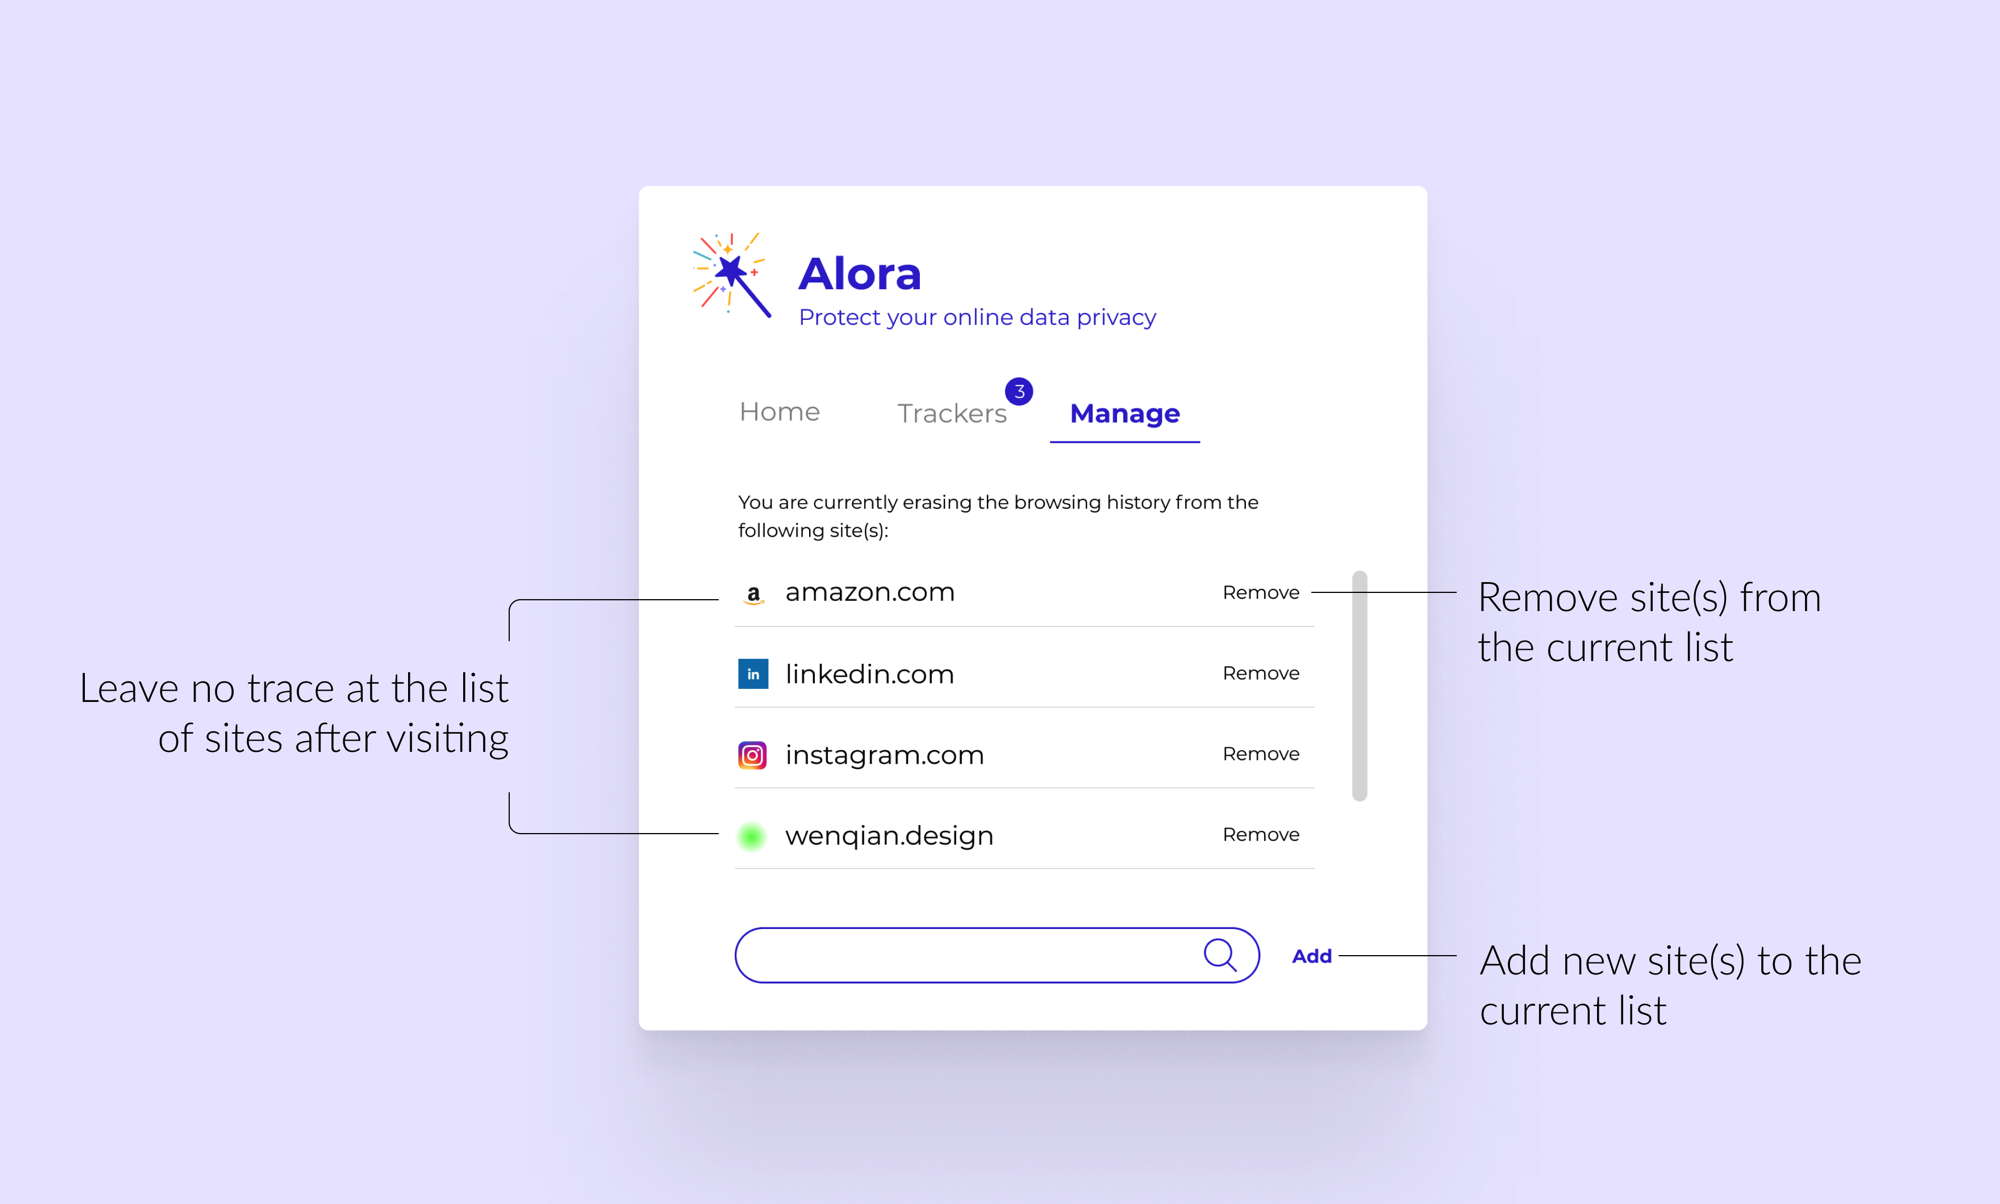 Alora
Protect your online data privacy
Home
Trackers
3
Manage
You are currently erasing the browsing history from the
following site(s):
a amazon.com Remove
in linkedin.com Remove
instagram.com Remove
wenqian.design Remove
Add
Leave no trace at the list
of sites after visiting
Remove site(s) from
the current list
Add new site(s) to the
current list